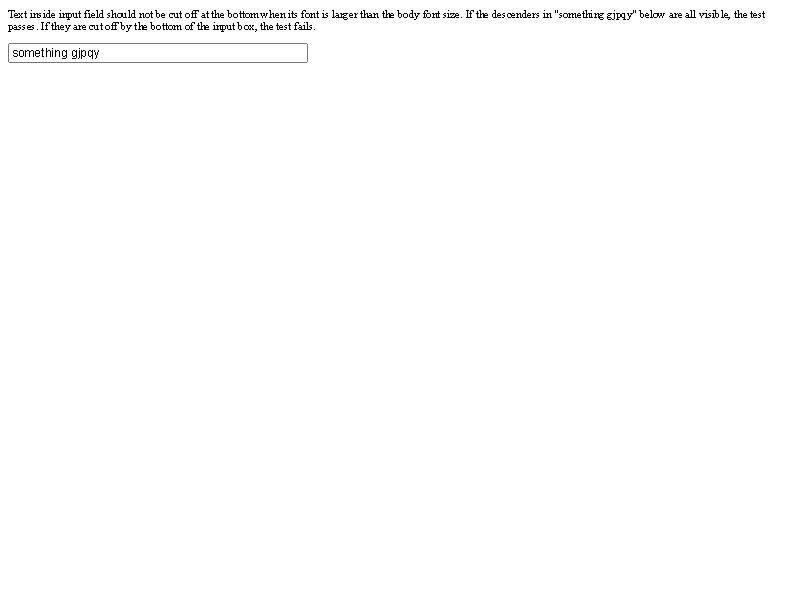 Text inside input field should not be cut off at the bottom when its font is larger than the body font size. If the descenders in "something gjpqy" below are all visible, the test
passes. If they are cut off by the bottom of the input box, the test fails.
something gjpqy